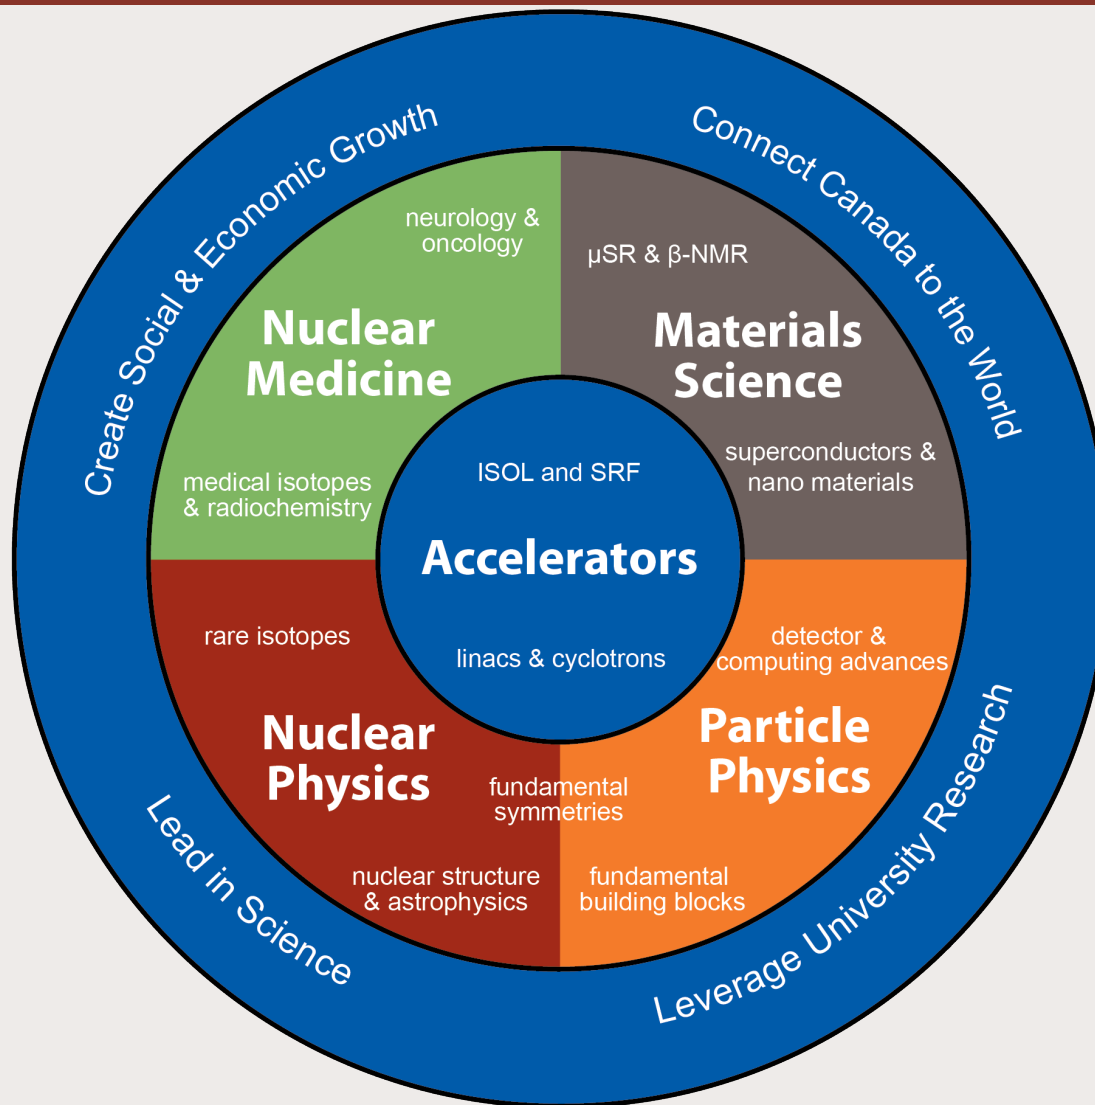 Create Social & Economic Growth
Connect Canada to the World
neurology &
oncology
Nuclear
Medicine
medical isotopes
& radiochemistry
μSR & β-NMR
Materials
Science
superconductors &
nano materials
ISOL and SRF
Accelerators
linacs & cyclotrons
rare isotopes
Nuclear
Physics
fundamental
symmetries
nuclear structure
& astrophysics
detector &
computing advances
Particle
Physics
fundamental
building blocks
Lead in Science
Leverage University Research